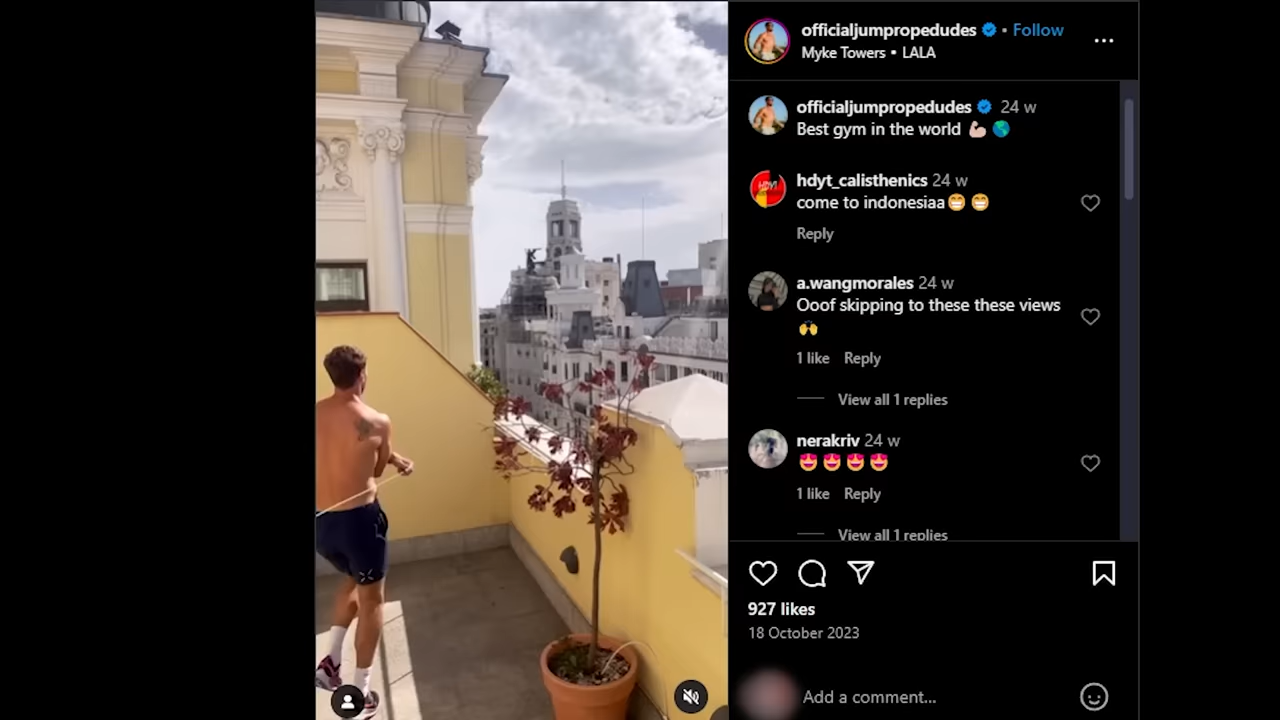 officialjumpropedudes • Follow
Myke Towers • LALA
officialjumpropedudes 24 w
Best gym in the world 💪🏻🌎
hdyt_calisthenics 24 w
come to indonesiaa😁😁
Reply
a.wangmorales 24 w
Ooof skipping to these these views
🙌
1 like Reply
View all 1 replies
nerakriv 24 w
😍😍😍😍
1 like Reply
View all 1 replies
927 likes
18 October 2023
Add a comment...